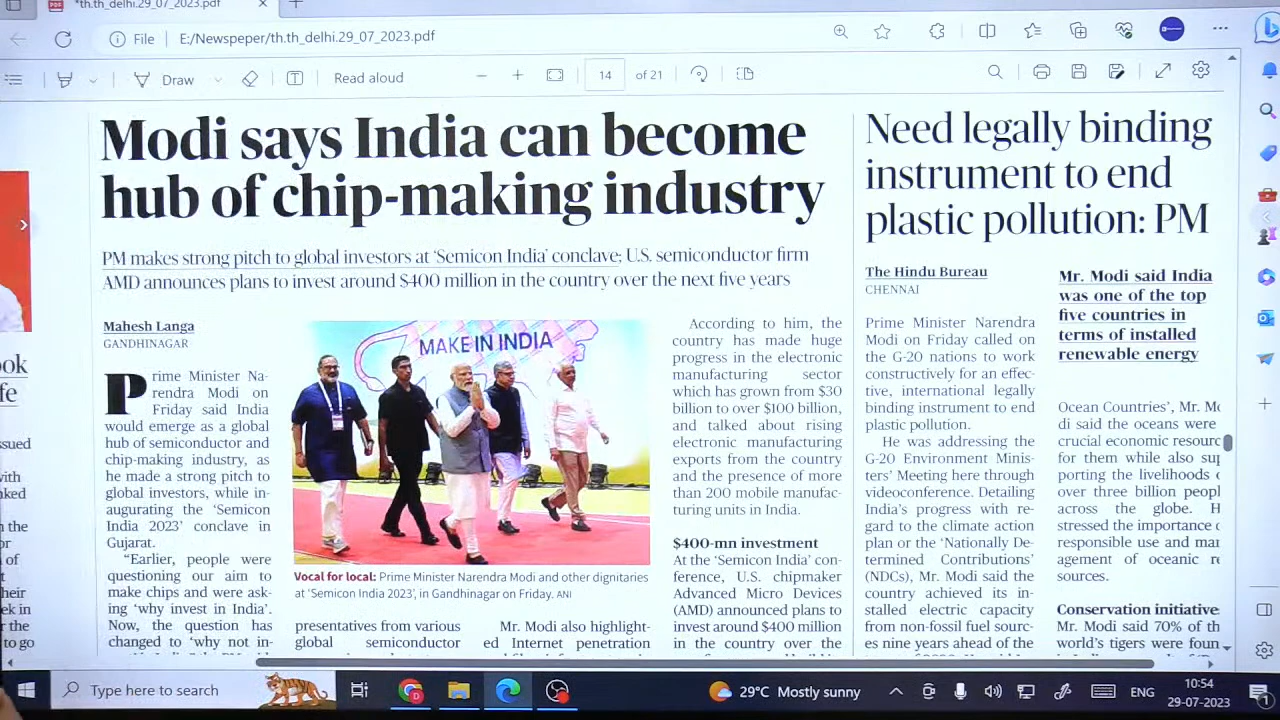 *th.th_delhi.29_07_2023.pdf
File E:/Newspeper/th.th_delhi.29_07_2023.pdf
Draw
Read aloud
14 of 21
Modi says India can become
hub of chip-making industry
PM makes strong pitch to global investors at ‘Semicon India’ conclave; U.S. semiconductor firm
AMD announces plans to invest around $400 million in the country over the next five years
Mahesh Langa
GANDHINAGAR
Prime Minister Na-
rendra Modi on
Friday said India
would emerge as a global
hub of semiconductor and
chip-making industry, as
he made a strong pitch to
global investors, while in-
augurating the ‘Semicon
India 2023’ conclave in
Gujarat.
“Earlier, people were
questioning our aim to
make chips and were ask-
ing ‘why invest in India’.
Now, the question has
changed to ‘why not in-
MAKE IN INDIA
Vocal for local: Prime Minister Narendra Modi and other dignitaries
at ‘Semicon India 2023’, in Gandhinagar on Friday. ANI
presentatives from various
global semiconductor
Mr. Modi also highlight-
ed Internet penetration
According to him, the
country has made huge
progress in the electronic
manufacturing sector
which has grown from $30
billion to over $100 billion,
and talked about rising
electronic manufacturing
exports from the country
and the presence of more
than 200 mobile manufac-
turing units in India.
$400-mn investment
At the ‘Semicon India’ con-
ference, U.S. chipmaker
Advanced Micro Devices
(AMD) announced plans to
invest around $400 million
in the country over the
Need legally binding
instrument to end
plastic pollution: PM
The Hindu Bureau
CHENNAI
Prime Minister Narendra
Modi on Friday called on
the G-20 nations to work
constructively for an effec-
tive, international legally
binding instrument to end
plastic pollution.
He was addressing the
G-20 Environment Minis-
ters’ Meeting here through
videoconference. Detailing
India’s progress with re-
gard to the climate action
plan or the ‘Nationally De-
termined Contributions’
(NDCs), Mr. Modi said the
country achieved its in-
stalled electric capacity
from non-fossil fuel sourc-
es nine years ahead of the
Mr. Modi said India
was one of the top
five countries in
terms of installed
renewable energy
Ocean Countries’, Mr. Mo
di said the oceans were
crucial economic resourc
for them while also sup
porting the livelihoods o
over three billion peopl
across the globe. H
stressed the importance o
responsible use and man
agement of oceanic re
sources.
Conservation initiative
Mr. Modi said 70% of th
world’s tigers were foun
ook
fe
ssued
with
nked
n the
or
of
t
heir
ek in
r the
to go
Type here to search
29°C Mostly sunny
ENG
10:54
29-07-2023
1